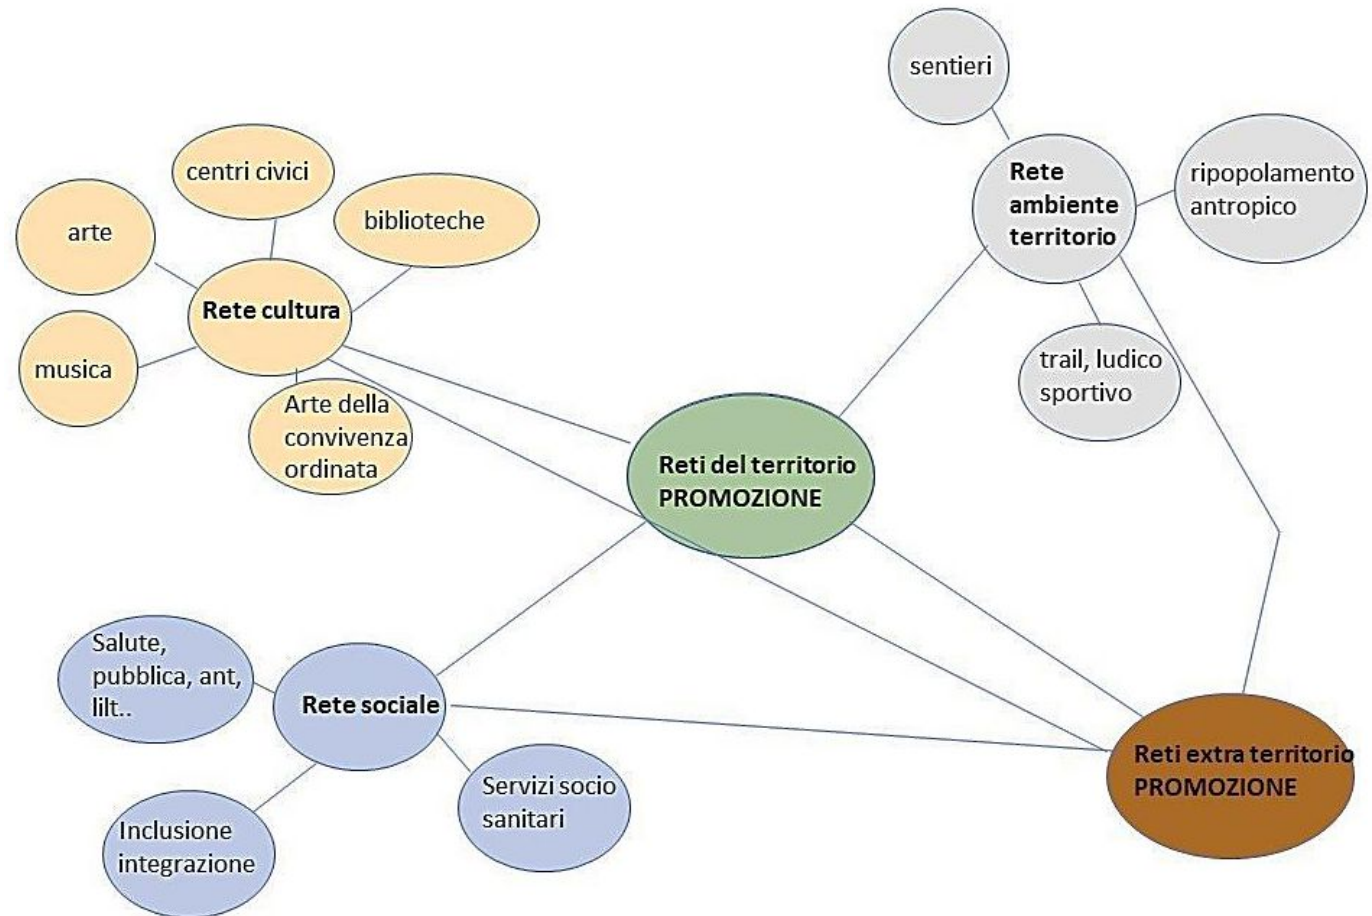 sentieri
centri civici
ripopolamento
antropico
Rete
ambiente
territorio
biblioteche
arte
Rete cultura
musica
trail, ludico
sportivo
Arte della
convivenza
ordinata
Reti del territorio
PROMOZIONE
Salute,
pubblica, ant,
lilt..
Rete sociale
Reti extra territorio
PROMOZIONE
Servizi socio
sanitari
Inclusione
integrazione